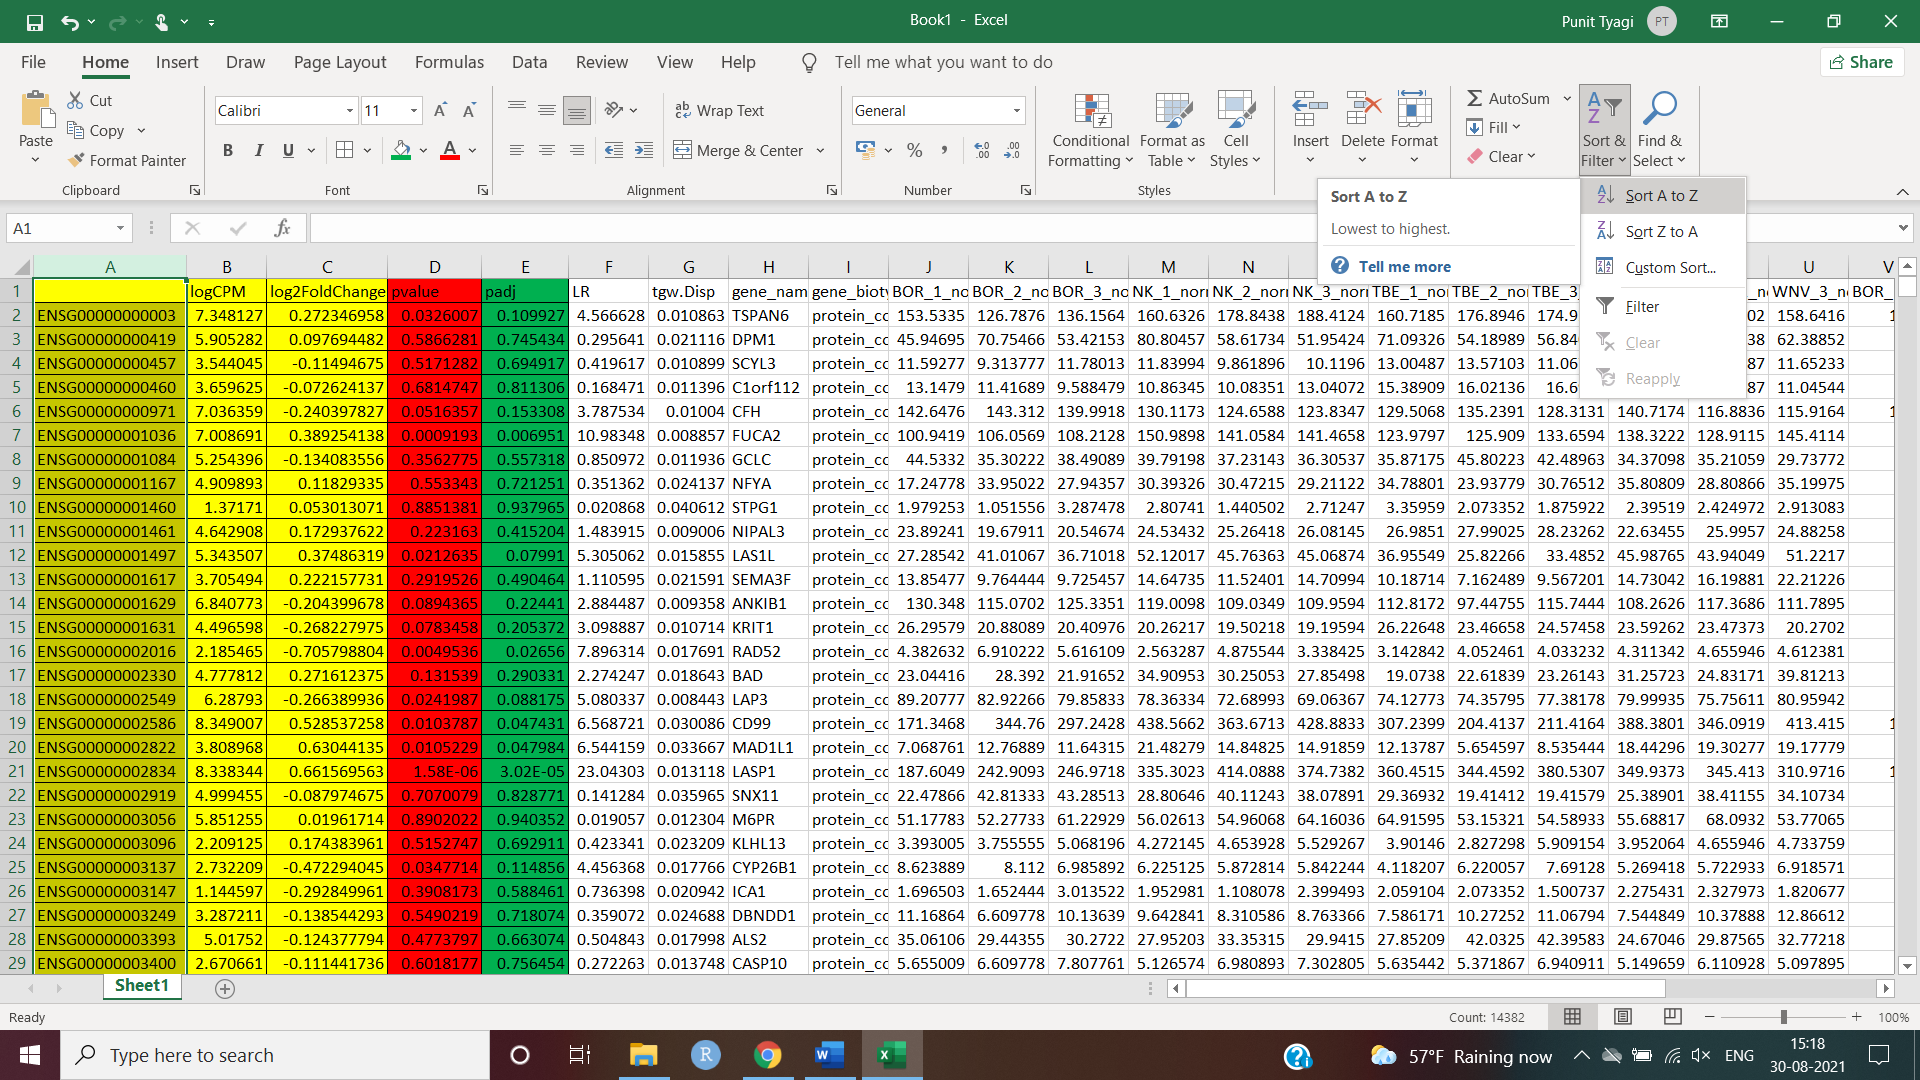 Book1 - Excel
Punit Tyagi PT
File Home Insert Draw Page Layout Formulas Data Review View Help Tell me what you want to do Share
Cut
Copy
Format Painter
Paste
Clipboard
Calibri 11
B I U
Font
Wrap Text
Merge & Center
Alignment
General
Number
Conditional Formatting
Format as Table
Cell Styles
Styles
Insert Delete Format
AutoSum
Fill
Clear
Sort & Filter
Find & Select
Sort A to Z
Lowest to highest.
Tell me more
Sort A to Z
Sort Z to A
Custom Sort...
Filter
Clear
Reapply
A1 fx
A B C D E F G H I J K L M N U V
1 logCPM log2FoldChange pvalue padj LR tgw.Disp gene_nam gene_bioty BOR_1_no BOR_2_no BOR_3_no NK_1_norr NK_2_norr NK_3_norr TBE_1_nor TBE_2_nor TBE_3 WNV_3_n BOR_
2 ENSG00000000003 7.348127 0.272346958 0.0326007 0.109927 4.566628 0.010863 TSPAN6 protein_cc 153.5335 126.7876 136.1564 160.6326 178.8438 188.4124 160.7185 176.8946 174.9 02 158.6416 1
3 ENSG00000000419 5.905282 0.097694482 0.5866281 0.745434 0.295641 0.021116 DPM1 protein_cc 45.94695 70.75466 53.42153 80.80457 58.61734 51.95424 71.09326 54.18989 56.84 38 62.38852
4 ENSG00000000457 3.544045 -0.11494675 0.5171282 0.694917 0.419617 0.010899 SCYL3 protein_cc 11.59277 9.313777 11.78013 11.83994 9.861896 10.1196 13.00487 13.57103 11.06 87 11.65233
5 ENSG00000000460 3.659625 -0.072624137 0.6814747 0.811306 0.168471 0.011396 C1orf112 protein_cc 13.1479 11.41689 9.588479 10.86345 10.08351 13.04072 15.38909 16.02136 16.6 87 11.04544
6 ENSG00000000971 7.036359 -0.240397827 0.0516357 0.153308 3.787534 0.01004 CFH protein_cc 142.6476 143.312 139.9918 130.1173 124.6588 123.8347 129.5068 135.2391 128.3131 140.7174 116.8836 115.9164 1
7 ENSG00000001036 7.008691 0.389254138 0.0009193 0.006951 10.98348 0.008857 FUCA2 protein_cc 100.9419 106.0569 108.2128 150.9898 141.0584 141.4658 123.9797 125.909 133.6594 138.3222 128.9115 145.4114
8 ENSG00000001084 5.254396 -0.134083556 0.3562775 0.557318 0.850972 0.011936 GCLC protein_cc 44.5332 35.30222 38.49089 39.79198 37.23143 36.30537 35.87175 45.80223 42.48963 34.37098 35.21059 29.73772
9 ENSG00000001167 4.909893 0.11829335 0.553343 0.721251 0.351362 0.024137 NFYA protein_cc 17.24778 33.95022 27.94357 30.39326 30.47215 29.21122 34.78801 23.93779 30.76512 35.80809 28.80866 35.19975
10 ENSG00000001460 1.37171 0.053013071 0.8851381 0.937965 0.020868 0.040612 STPG1 protein_cc 1.979253 1.051556 3.287478 2.80741 1.440502 2.71247 3.35959 2.073352 1.875922 2.39519 2.424972 2.913083
11 ENSG00000001461 4.642908 0.172937622 0.223163 0.415204 1.483915 0.009006 NIPAL3 protein_cc 23.89241 19.67911 20.54674 24.53432 25.26418 26.08145 26.9851 27.99025 28.23262 22.63455 25.9957 24.88258
12 ENSG00000001497 5.343507 0.37486319 0.0212635 0.07991 5.305062 0.015855 LAS1L protein_cc 27.28542 41.01067 36.71018 52.12017 45.76363 45.06874 36.95549 25.82266 33.4852 45.98765 43.94049 51.2217
13 ENSG00000001617 3.705494 0.222157731 0.2919526 0.490464 1.110595 0.021591 SEMA3F protein_cc 13.85477 9.764444 9.725457 14.64735 11.52401 14.70994 10.18714 7.162489 9.567201 14.73042 16.19881 22.21226
14 ENSG00000001629 6.840773 -0.204399678 0.0894365 0.22441 2.884487 0.009358 ANKIB1 protein_cc 130.348 115.0702 125.3351 119.0098 109.0349 109.9594 112.8172 97.44755 115.7444 108.2626 117.3686 111.7895
15 ENSG00000001631 4.496598 -0.268227975 0.0783458 0.205372 3.098887 0.010714 KRIT1 protein_cc 26.29579 20.88089 20.40976 20.26217 19.50218 19.19594 26.22648 23.46658 24.57458 23.59262 23.47373 20.2702
16 ENSG00000002016 2.185465 -0.705798804 0.0049536 0.02656 7.896314 0.017691 RAD52 protein_cc 4.382632 6.910222 5.616109 2.563287 4.875544 3.338425 3.142842 4.052461 4.033232 4.311342 4.655946 4.612381
17 ENSG00000002330 4.777812 0.271612375 0.131539 0.290331 2.274247 0.018643 BAD protein_cc 23.04416 28.392 21.91652 34.90953 30.25053 27.85498 19.0738 22.61839 23.26143 31.25723 24.83171 39.81213
18 ENSG00000002549 6.28793 -0.266389936 0.0241987 0.088175 5.080337 0.008443 LAP3 protein_cc 89.20777 82.92266 79.85833 78.36334 72.68993 69.06367 74.12773 74.35795 77.38178 79.99935 75.75611 80.95942
19 ENSG00000002586 8.349007 0.528537258 0.0103787 0.047431 6.568721 0.030086 CD99 protein_cc 171.3468 344.76 297.2428 438.5662 363.6713 428.8833 307.2399 204.4137 211.4164 388.3801 346.0919 413.415 1
20 ENSG00000002822 3.808968 0.63044135 0.0105229 0.047984 6.544159 0.033667 MAD1L1 protein_cc 7.068761 12.76889 11.64315 21.48279 14.84825 14.91859 12.13787 5.654597 8.535444 18.44296 19.30277 19.17779
21 ENSG00000002834 8.338344 0.661569563 1.58E-06 3.02E-05 23.04303 0.013118 LASP1 protein_cc 187.6049 242.9093 246.9718 335.3023 414.0888 374.7382 360.4515 344.4592 380.5307 349.9373 345.413 310.9716 1
22 ENSG00000002919 4.999455 -0.087974675 0.7070079 0.828771 0.141284 0.035965 SNX11 protein_cc 22.47866 42.81333 43.28513 28.80646 40.11243 38.07891 29.36932 19.41412 19.41579 25.38901 38.41155 34.10734
23 ENSG00000003056 5.851255 0.01961714 0.8902022 0.940352 0.019057 0.012304 M6PR protein_cc 51.17783 52.27733 61.22929 56.02613 54.96068 64.16036 64.91595 53.15321 54.58933 55.68817 68.0932 53.77065
24 ENSG00000003096 2.209125 0.174383961 0.5152747 0.692911 0.423341 0.023209 KLHL13 protein_cc 3.393005 3.755555 5.068196 4.272145 4.653928 5.529267 3.90146 2.827298 5.909154 3.952064 4.655946 4.733759
25 ENSG00000003137 2.732209 -0.472294045 0.0347714 0.114856 4.456368 0.017766 CYP26B1 protein_cc 8.623889 8.112 6.985892 6.225125 5.872814 5.842244 4.118207 6.220057 7.69128 5.269418 5.722933 6.918571
26 ENSG00000003147 1.144597 -0.292849961 0.3908173 0.588461 0.736398 0.020942 ICA1 protein_cc 1.696503 1.652444 3.013522 1.952981 1.108078 2.399493 2.059104 2.073352 1.500737 2.275431 2.327973 1.820677
27 ENSG00000003249 3.287211 -0.138544293 0.5490219 0.718074 0.359072 0.024688 DBNDD1 protein_cc 11.16864 6.609778 10.13639 9.642841 8.310586 8.763366 7.586171 10.27252 11.06794 7.544849 10.37888 12.86612
28 ENSG00000003393 5.01752 -0.124377794 0.4773797 0.663074 0.504843 0.017998 ALS2 protein_cc 35.06106 29.44355 30.2722 27.95203 33.35315 29.9415 27.85209 42.0325 42.39583 24.67046 29.87565 32.77218
29 ENSG00000003400 2.670661 -0.111441736 0.6018177 0.756454 0.272263 0.013748 CASP10 protein_cc 5.655009 6.609778 7.807761 5.126574 6.980893 7.302805 5.635442 5.371867 6.940911 5.149659 6.110928 5.097895
Sheet1
Ready Count: 14382 100%
Type here to search
57°F Raining now ENG 15:18
30-08-2021